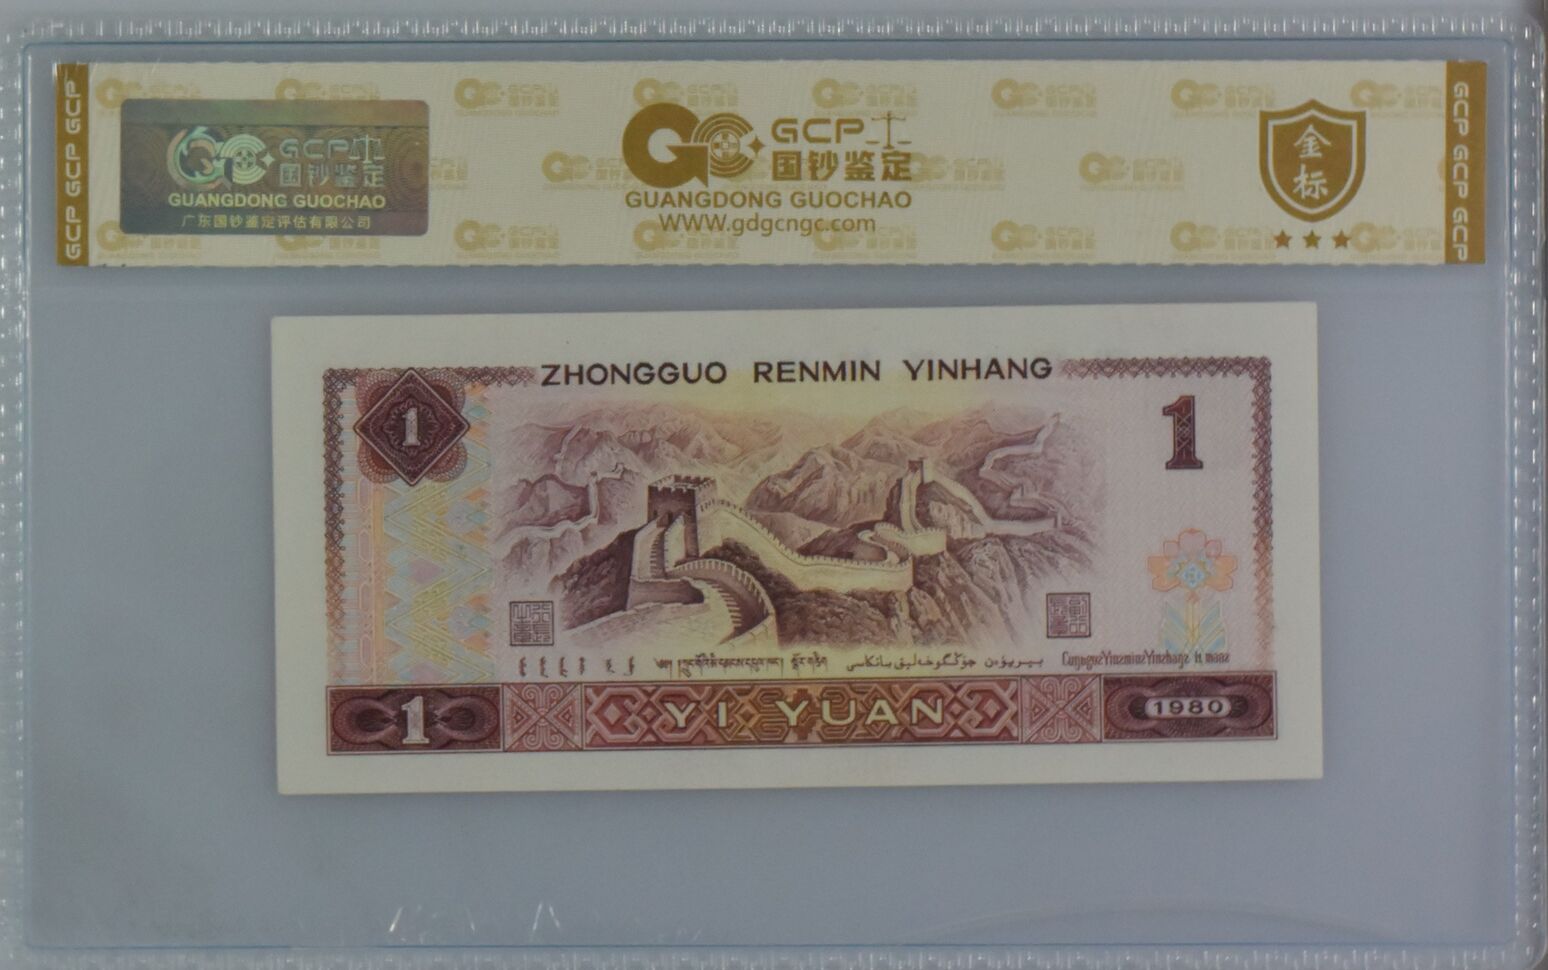 GCP GCP GCP
GCP
国钞鉴定
GUANGDONG GUOCHAO
广东国钞鉴定评估有限公司
GCP
国钞鉴定
GUANGDONG GUOCHAO
WWW.gdgcngc.com
金标
GCP GCP GCP
ZHONGGUO RENMIN YINHANG
1
1
1
YI YUAN
1980